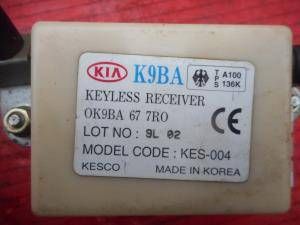 KIA K9BA TPS A100 136K
KEYLESS RECEIVER
OK9BA 67 7RO
LOT NO : 9L 02
MODEL CODE : KES-004
KESCO MADE IN KOREA
CE